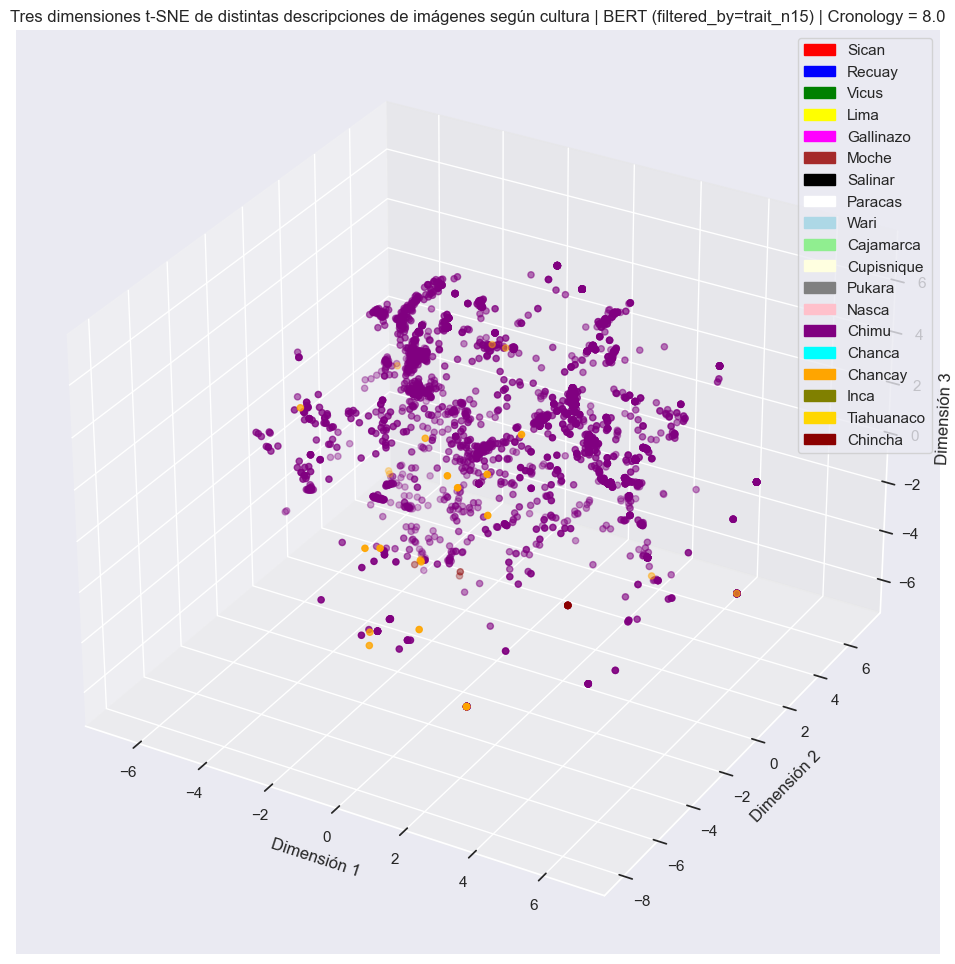 Tres dimensiones t-SNE de distintas descripciones de imágenes según cultura | BERT (filtered_by=trait_n15) | Cronology = 8.0
Sican
Recuay
Vicus
Lima
Gallinazo
Moche
Salinar
Paracas
Wari
Cajamarca
Cupisnique
Pukara
Nasca
Chimu
Chanca
Chancay
Inca
Tiahuanaco
Chincha
6
4
2
0
−2
−4
−6
Dimensión 3
6
4
2
0
−2
−4
−6
−8
Dimensión 2
−6
−4
−2
0
2
4
6
Dimensión 1